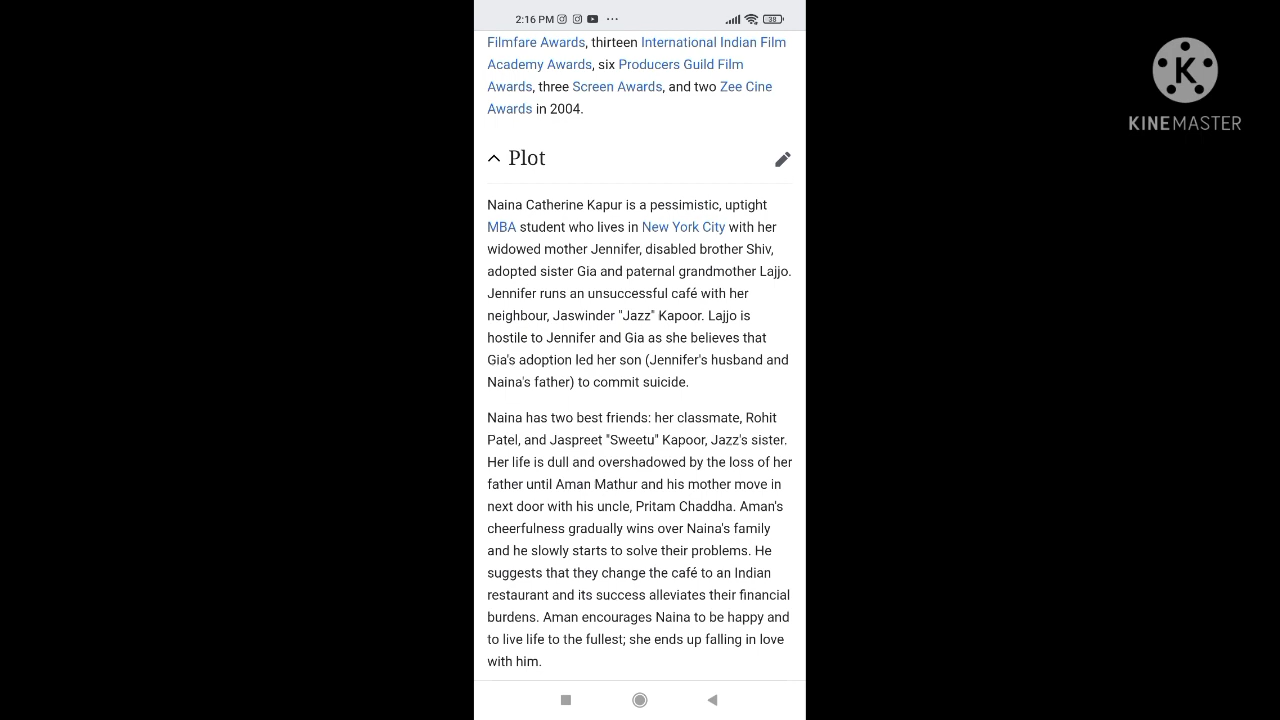 2:16 PM
38
Filmfare Awards, thirteen International Indian Film
Academy Awards, six Producers Guild Film
Awards, three Screen Awards, and two Zee Cine
Awards in 2004.
K
KINEMASTER
Plot
Naina Catherine Kapur is a pessimistic, uptight
MBA student who lives in New York City with her
widowed mother Jennifer, disabled brother Shiv,
adopted sister Gia and paternal grandmother Lajjo.
Jennifer runs an unsuccessful café with her
neighbour, Jaswinder "Jazz" Kapoor. Lajjo is
hostile to Jennifer and Gia as she believes that
Gia's adoption led her son (Jennifer's husband and
Naina's father) to commit suicide.
Naina has two best friends: her classmate, Rohit
Patel, and Jaspreet "Sweetu" Kapoor, Jazz's sister.
Her life is dull and overshadowed by the loss of her
father until Aman Mathur and his mother move in
next door with his uncle, Pritam Chaddha. Aman's
cheerfulness gradually wins over Naina's family
and he slowly starts to solve their problems. He
suggests that they change the café to an Indian
restaurant and its success alleviates their financial
burdens. Aman encourages Naina to be happy and
to live life to the fullest; she ends up falling in love
with him.